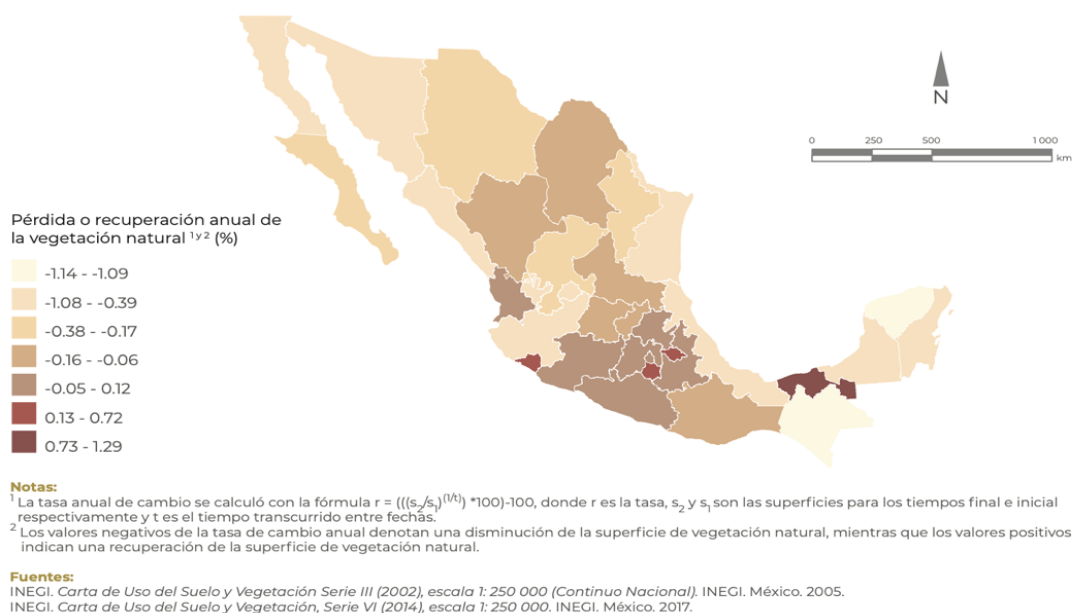 N
0 250 500 1 000
km
Pérdida o recuperación anual de
la vegetación natural ¹ ʸ ² (%)
-1.14 - -1.09
-1.08 - -0.39
-0.38 - -0.17
-0.16 - -0.06
-0.05 - 0.12
0.13 - 0.72
0.73 - 1.29
Notas:
¹ La tasa anual de cambio se calculó con la fórmula r = (((s₂/s₁)^(1/t)) *100)-100, donde r es la tasa, s₂ y s₁ son las superficies para los tiempos final e inicial
respectivamente y t es el tiempo transcurrido entre fechas.
² Los valores negativos de la tasa de cambio anual denotan una disminución de la superficie de vegetación natural, mientras que los valores positivos
indican una recuperación de la superficie de vegetación natural.
Fuentes:
INEGI. Carta de Uso del Suelo y Vegetación Serie III (2002), escala 1: 250 000 (Continuo Nacional). INEGI. México. 2005.
INEGI. Carta de Uso del Suelo y Vegetación, Serie VI (2014), escala 1: 250 000. INEGI. México. 2017.